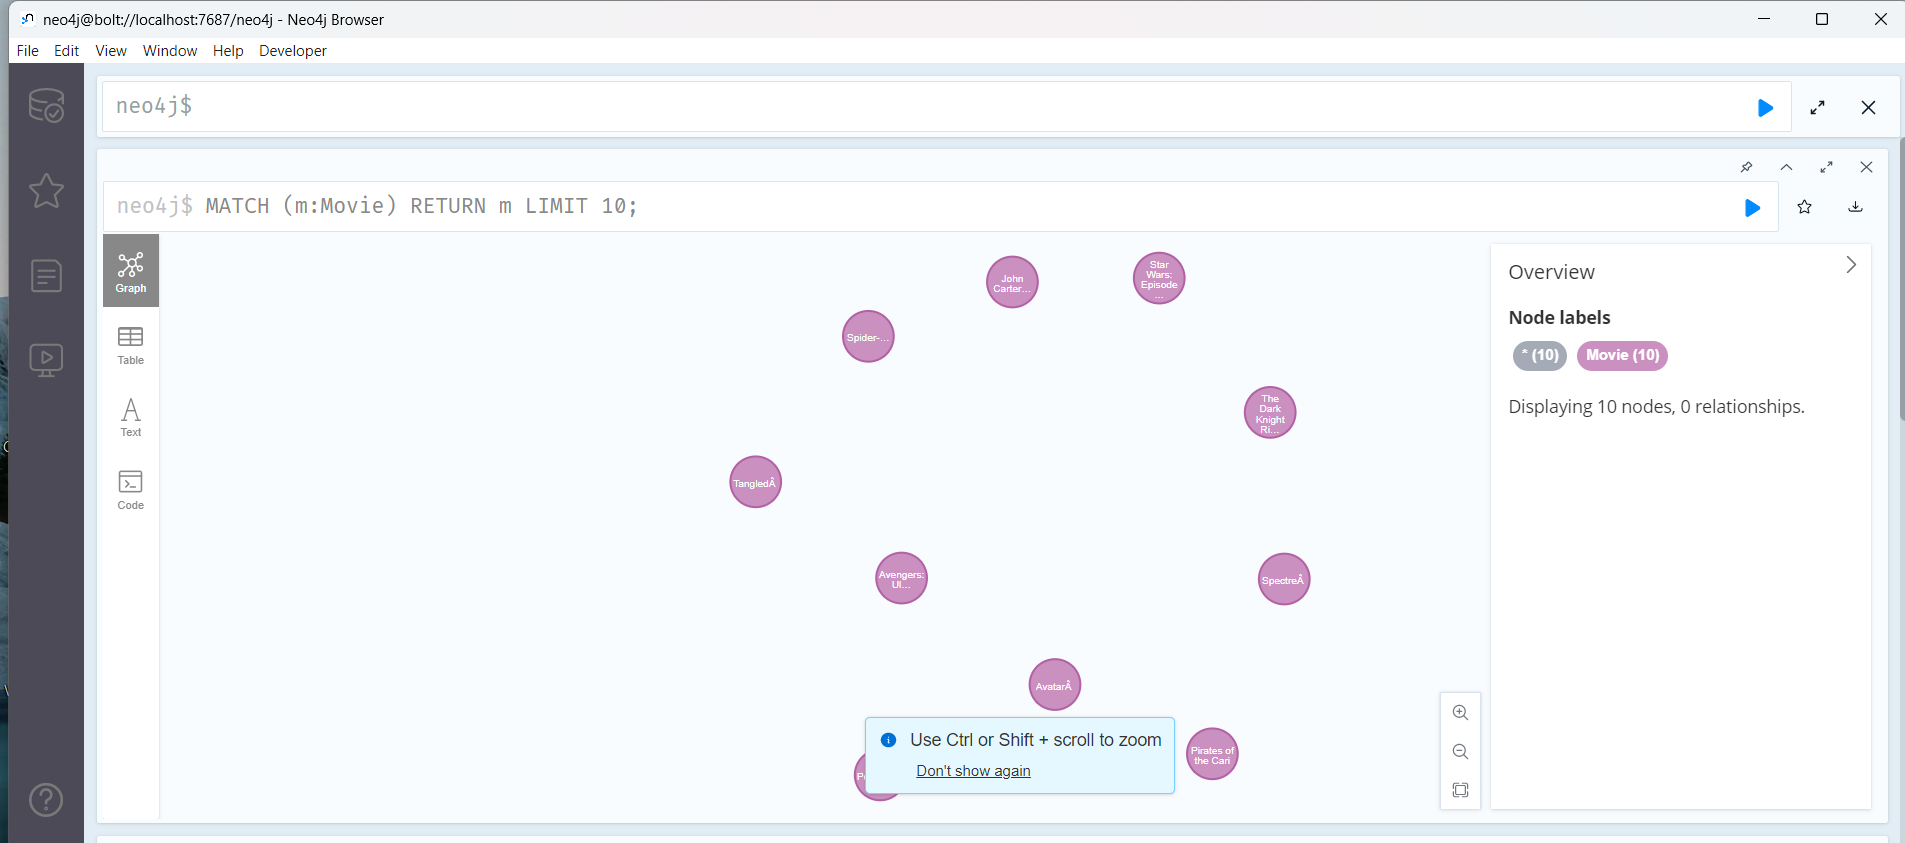 neo4j@bolt://localhost:7687/neo4j - Neo4j Browser
File Edit View Window Help Developer
neo4j$
neo4j$ MATCH (m:Movie) RETURN m LIMIT 10;
Graph
Table
Text
Code
John
Carter...
Star
Wars:
Episode
...
Spider-...
The
Dark
Knight
Ri...
TangledÂ
Avengers:
Ul...
SpectreÂ
AvatarÂ
Pirates of
the Cari
Use Ctrl or Shift + scroll to zoom
Don't show again
Overview
Node labels
* (10) Movie (10)
Displaying 10 nodes, 0 relationships.